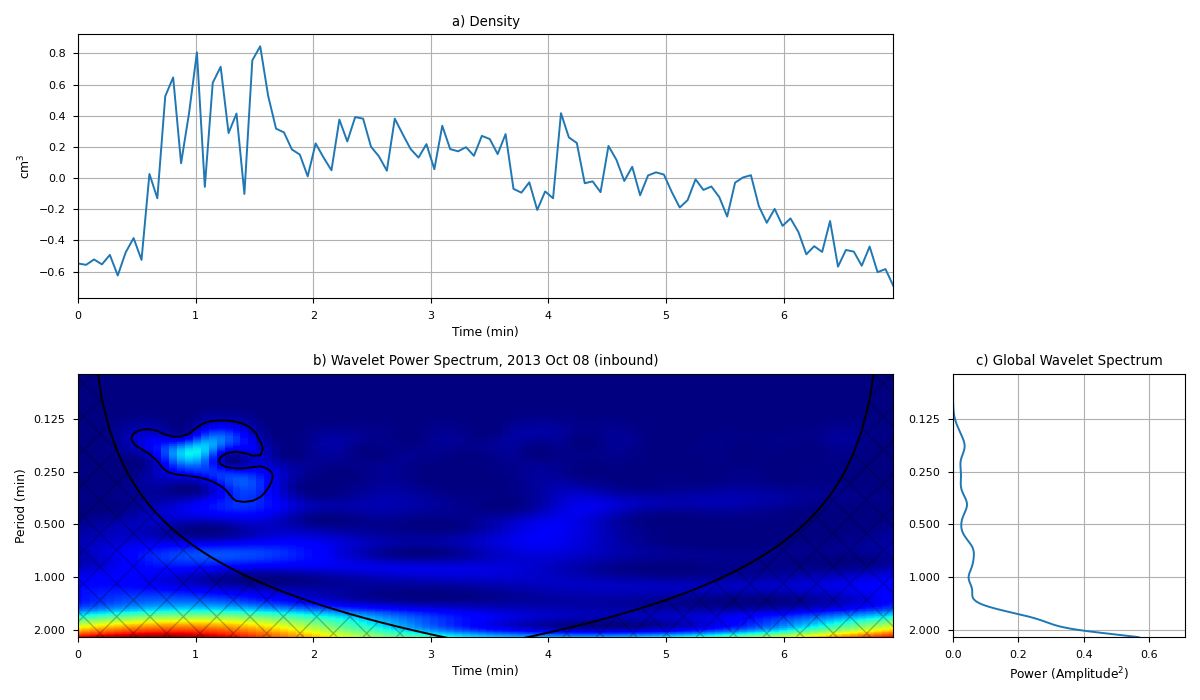 a) Density
0.8
0.6
0.4
0.2
0.0
−0.2
−0.4
−0.6
cm³
0 1 2 3 4 5 6
Time (min)
b) Wavelet Power Spectrum, 2013 Oct 08 (inbound)
0.125
0.250
0.500
1.000
2.000
Period (min)
0 1 2 3 4 5 6
Time (min)
c) Global Wavelet Spectrum
0.125
0.250
0.500
1.000
2.000
0.0 0.2 0.4 0.6
Power (Amplitude²)